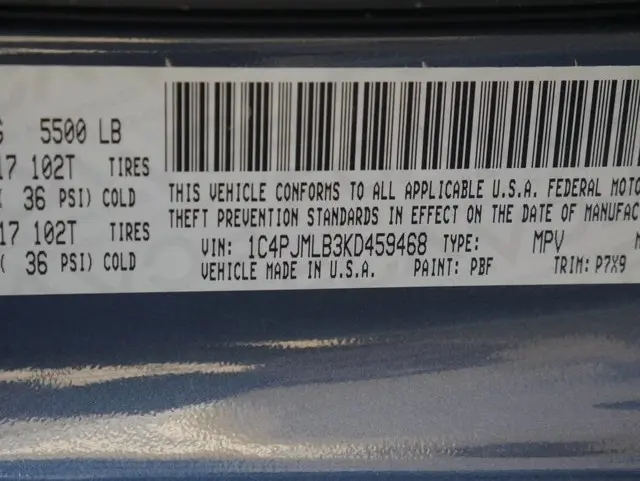 5500 LB
17 102T TIRES
36 PSI) COLD
17 102T TIRES
( 36 PSI) COLD
THIS VEHICLE CONFORMS TO ALL APPLICABLE U.S.A. FEDERAL MOTO
THEFT PREVENTION STANDARDS IN EFFECT ON THE DATE OF MANUFAC
VIN: 1C4PJMLB3KD459468 TYPE: MPV
VEHICLE MADE IN U.S.A. PAINT: PBF TRIM: P7X9